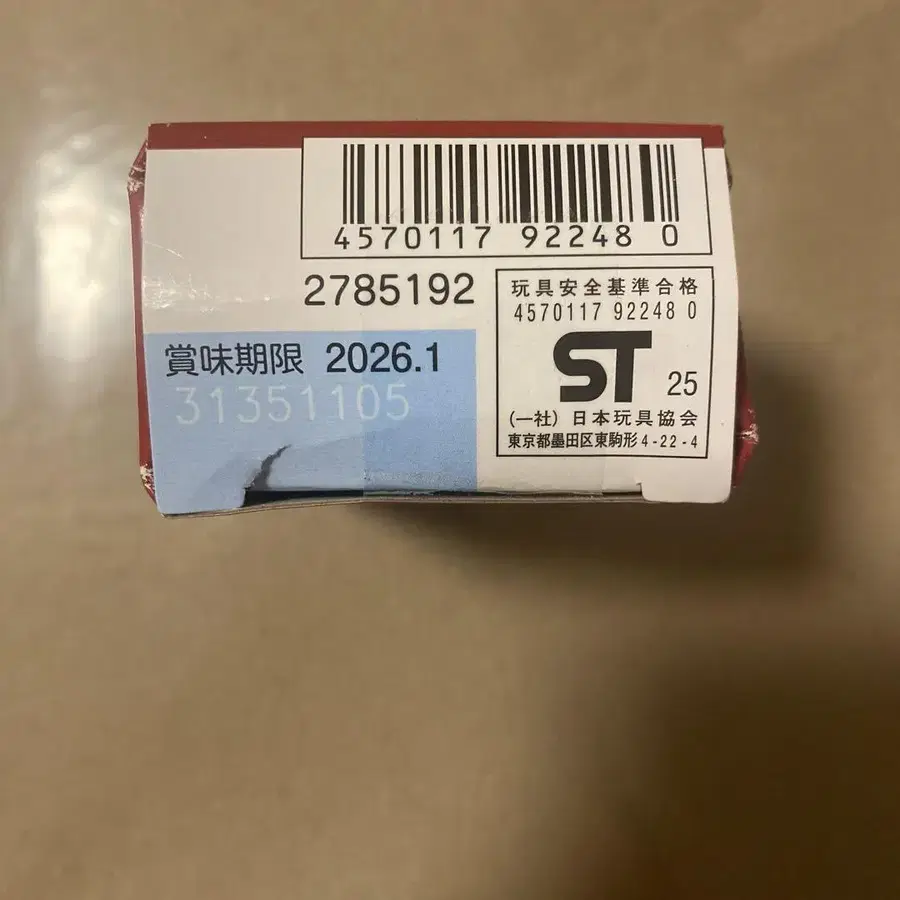 4570117 92248 0
2785192
玩具安全基準合格
4570117 92248 0
ST 25
(一社) 日本玩具協会
東京都墨田区東駒形4-22-4
賞味期限 2026.1
31351105